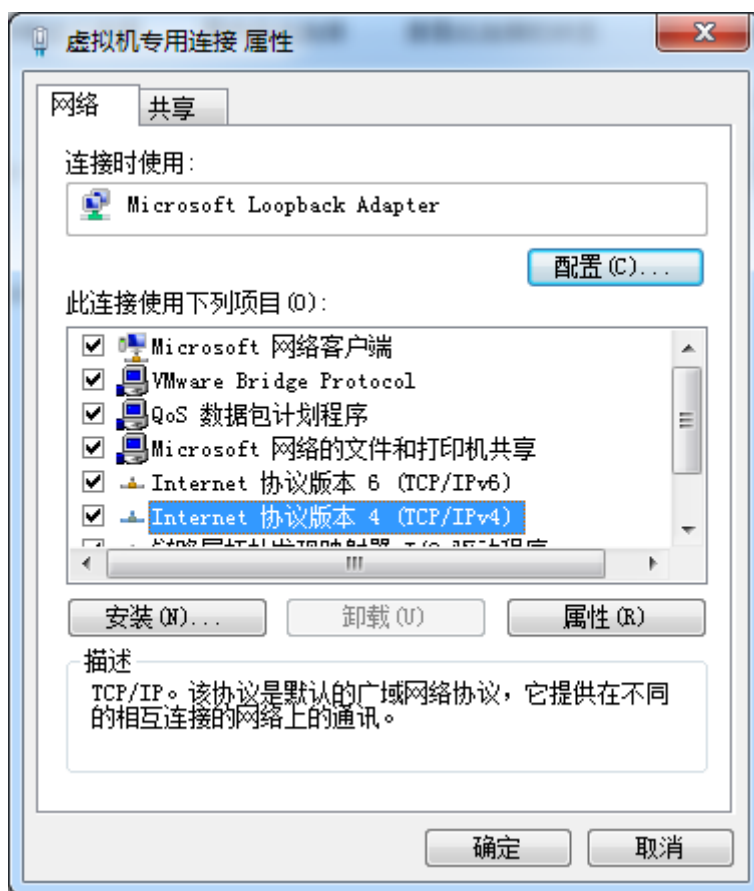 虚拟机专用连接 属性
网络
共享
连接时使用:
Microsoft Loopback Adapter
配置(C)...
此连接使用下列项目(O):
Microsoft 网络客户端
VMware Bridge Protocol
QoS 数据包计划程序
Microsoft 网络的文件和打印机共享
Internet 协议版本 6 (TCP/IPv6)
Internet 协议版本 4 (TCP/IPv4)
安装(N)...
卸载(U)
属性(R)
描述
TCP/IP。该协议是默认的广域网络协议，它提供在不同
的相互连接的网络上的通讯。
确定
取消